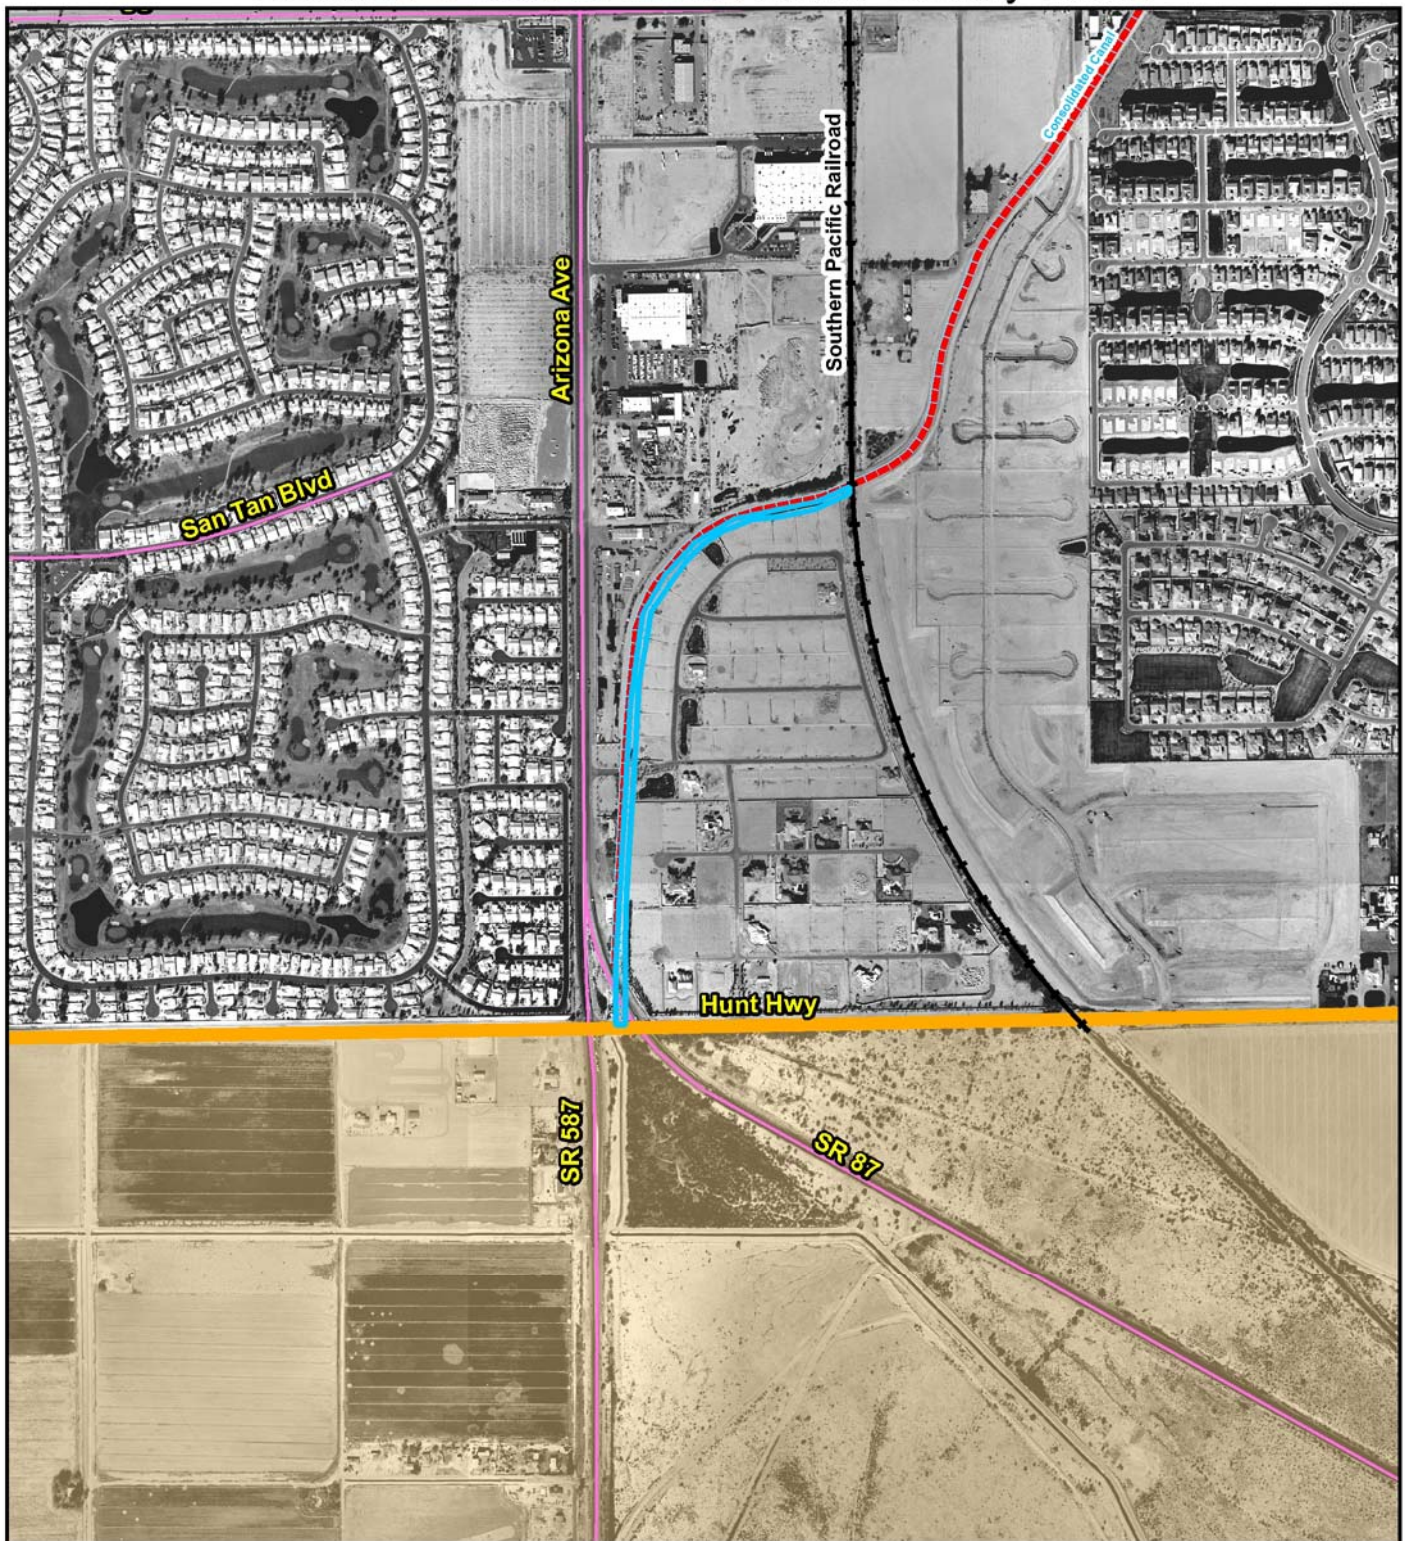 Consolidated Canal
Southern Pacific Railroad
Arizona Ave
San Tan Blvd
Hunt Hwy
SR 587
SR 87